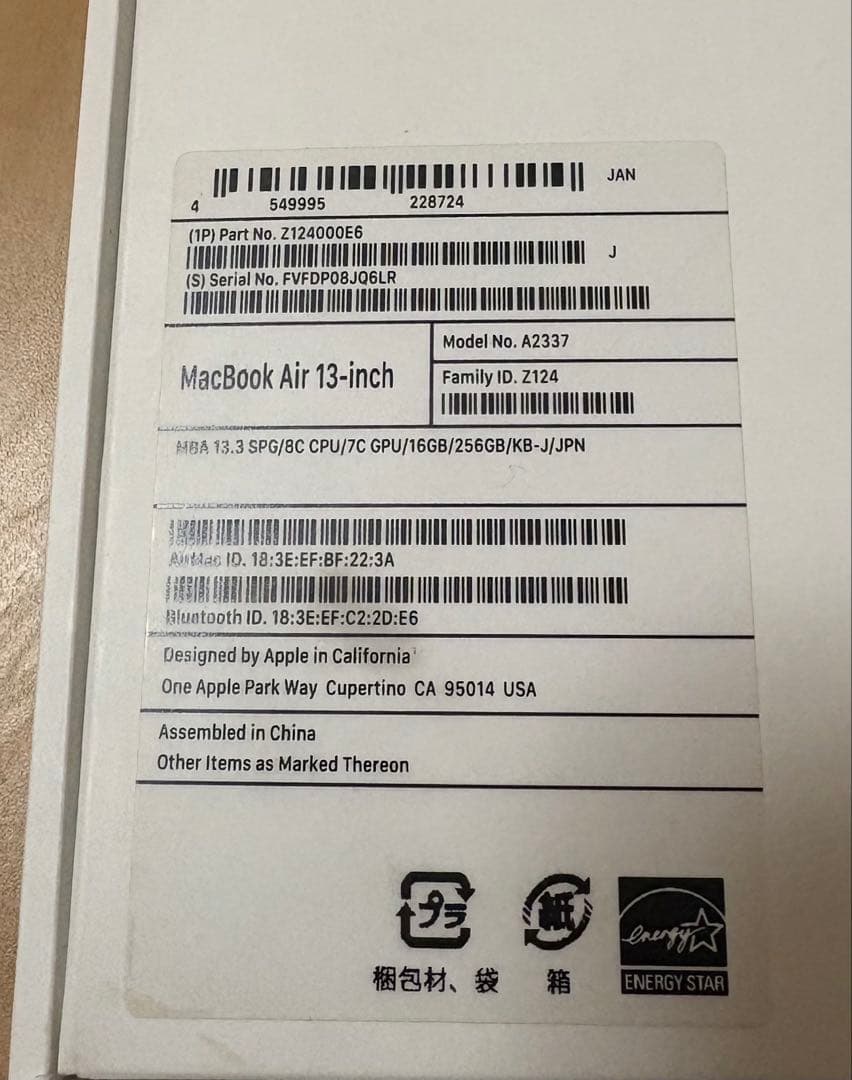 JAN
4 549995 228724
(1P) Part No. Z124000E6
J
(S) Serial No. FVFDP08JQ6LR
MacBook Air 13-inch
Model No. A2337
Family ID. Z124
MBA 13.3 SPG/8C CPU/7C GPU/16GB/256GB/KB-J/JPN
AirMac ID. 18:3E:EF:BF:22:3A
Bluetooth ID. 18:3E:EF:C2:2D:E6
Designed by Apple in California
One Apple Park Way Cupertino CA 95014 USA
Assembled in China
Other Items as Marked Thereon
プラ
紙
energy
梱包材、袋
箱
ENERGY STAR